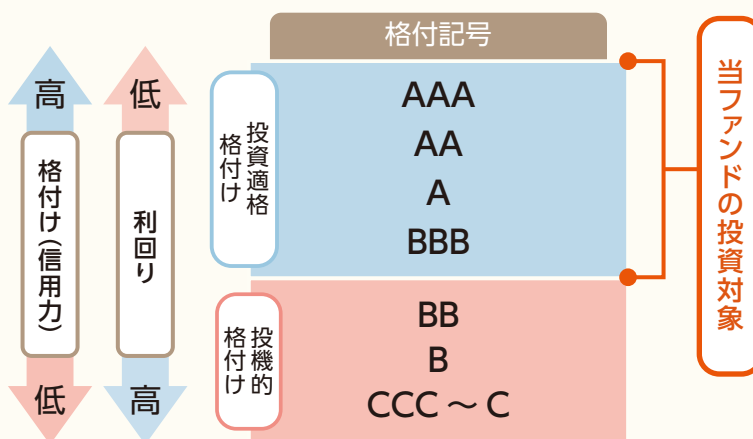 格付記号
高
格付け(信用力)
低
低
利回り
高
投資適格
格付け
AAA
AA
A
BBB
投機的
格付け
BB
B
CCC ～ C
当ファンドの投資対象